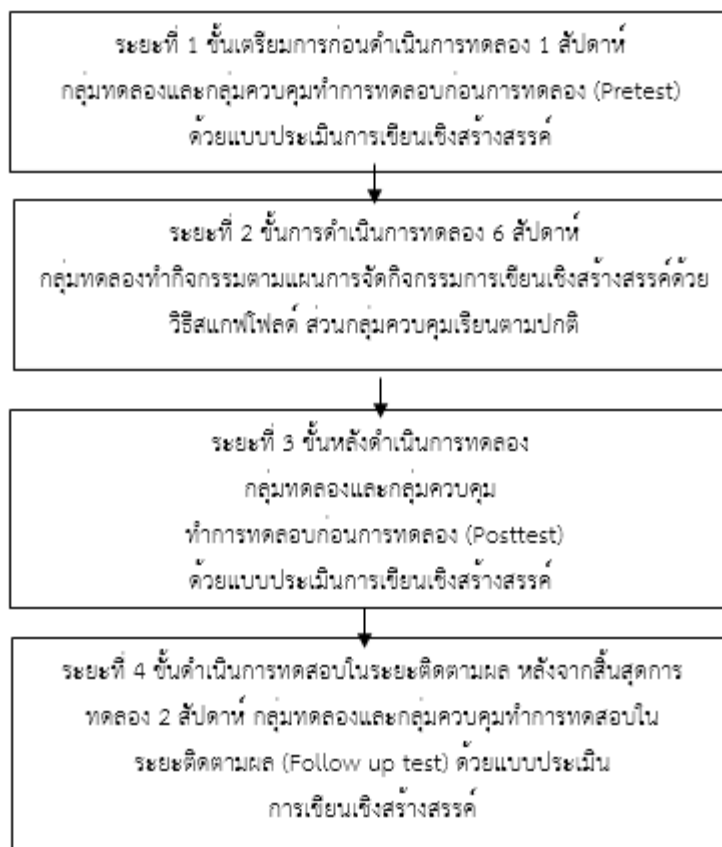 ระยะที่ 1 ขั้นเตรียมการก่อนดำเนินการทดลอง 1 สัปดาห์
กลุ่มทดลองและกลุ่มควบคุมทำการทดสอบก่อนการทดลอง (Pretest)
ด้วยแบบประเมินการเขียนเชิงสร้างสรรค์
ระยะที่ 2 ขั้นการดำเนินการทดลอง 6 สัปดาห์
กลุ่มทดลองทำกิจกรรมตามแผนการจัดกิจกรรมการเขียนเชิงสร้างสรรค์ด้วย
วิธีสแกฟโฟลด์ ส่วนกลุ่มควบคุมเรียนตามปกติ
ระยะที่ 3 ขั้นหลังดำเนินการทดลอง
กลุ่มทดลองและกลุ่มควบคุม
ทำการทดสอบก่อนการทดลอง (Posttest)
ด้วยแบบประเมินการเขียนเชิงสร้างสรรค์
ระยะที่ 4 ขั้นดำเนินการทดสอบในระยะติดตามผล หลังจากสิ้นสุดการ
ทดลอง 2 สัปดาห์ กลุ่มทดลองและกลุ่มควบคุมทำการทดสอบใน
ระยะติดตามผล (Follow up test) ด้วยแบบประเมิน
การเขียนเชิงสร้างสรรค์